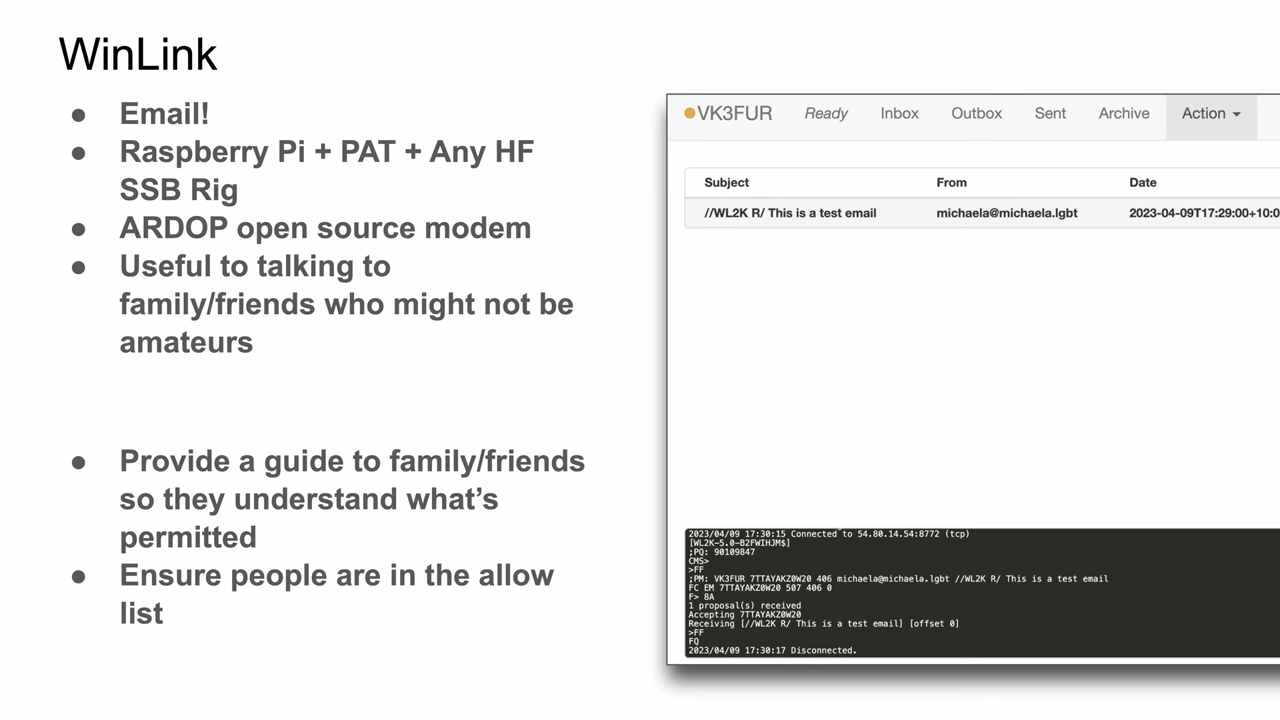 WinLink
● Email!
● Raspberry Pi + PAT + Any HF
SSB Rig
● ARDOP open source modem
● Useful to talking to
family/friends who might not be
amateurs
● Provide a guide to family/friends
so they understand what's
permitted
● Ensure people are in the allow
list
VK3FUR Ready Inbox Outbox Sent Archive Action
Subject From Date
//WL2K R/ This is a test email michaela@michaela.lgbt 2023-04-09T17:29:00+10:0
2023/04/09 17:30:15 Connected to 54.80.14.54:8772 (tcp)
[WL2K-5.0-B2FWIHJM$]
;PQ: 90109847
CMS>
>FF
;PM: VK3FUR 7TTAYAKZ0W20 406 michaela@michaela.lgbt //WL2K R/ This is a test email
FC EM 7TTAYAKZ0W20 507 406 0
F> 8A
1 proposal(s) received
Accepting 7TTAYAKZ0W20
Receiving [//WL2K R/ This is a test email] [offset 0]
>FF
FQ
2023/04/09 17:30:17 Disconnected.